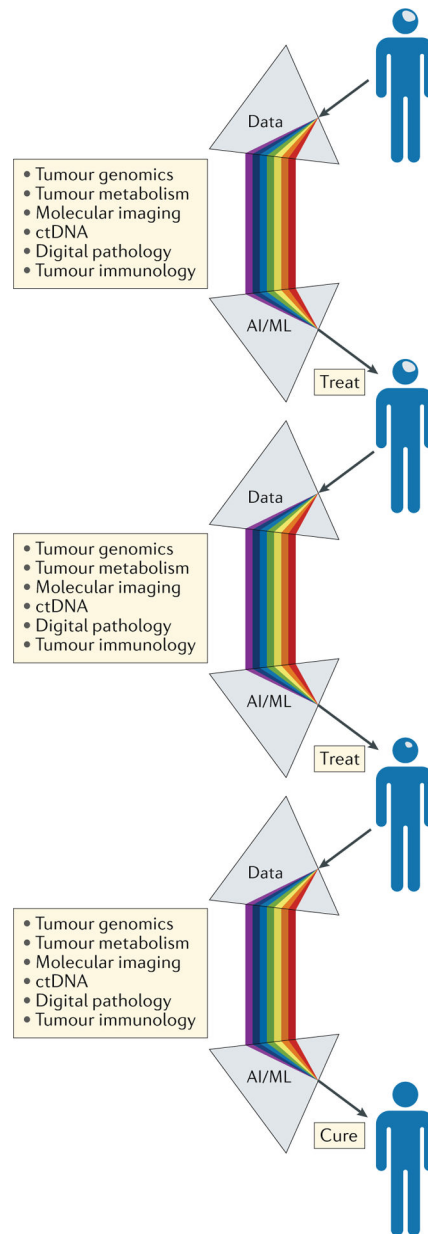 Data
• Tumour genomics
• Tumour metabolism
• Molecular imaging
• ctDNA
• Digital pathology
• Tumour immunology
AI/ML
Treat
Data
• Tumour genomics
• Tumour metabolism
• Molecular imaging
• ctDNA
• Digital pathology
• Tumour immunology
AI/ML
Treat
Data
• Tumour genomics
• Tumour metabolism
• Molecular imaging
• ctDNA
• Digital pathology
• Tumour immunology
AI/ML
Cure